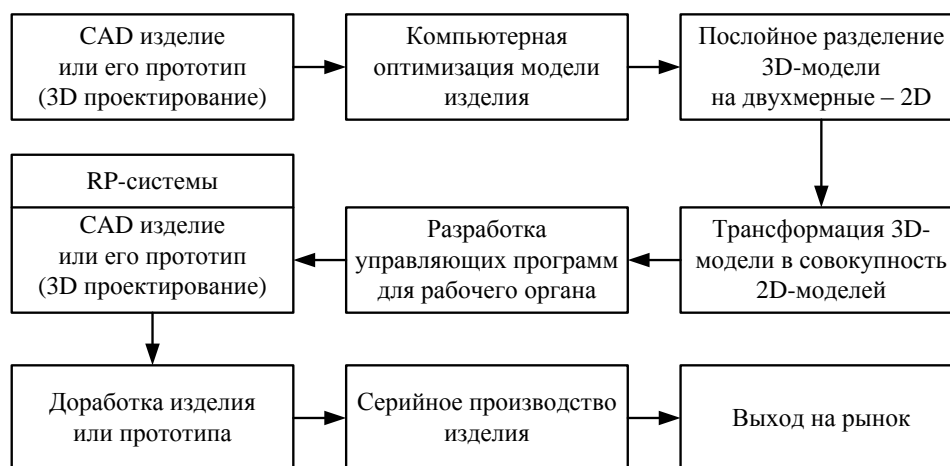 CAD изделие
или его прототип
(3D проектирование)
Компьютерная
оптимизация модели
изделия
Послойное разделение
3D-модели
на двухмерные – 2D
RP-системы
CAD изделие
или его прототип
(3D проектирование)
Разработка
управляющих программ
для рабочего органа
Трансформация 3D-
модели в совокупность
2D-моделей
Доработка изделия
или прототипа
Серийное производство
изделия
Выход на рынок